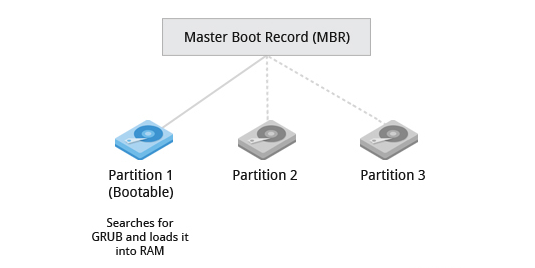 Master Boot Record (MBR)
Partition 1
(Bootable)
Partition 2
Partition 3
Searches for
GRUB and loads it
into RAM